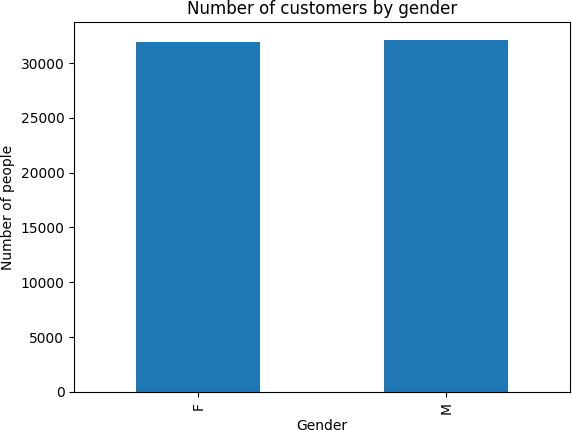 Number of customers by gender
30000
25000
20000
15000
10000
5000
0
Number of people
F
M
Gender